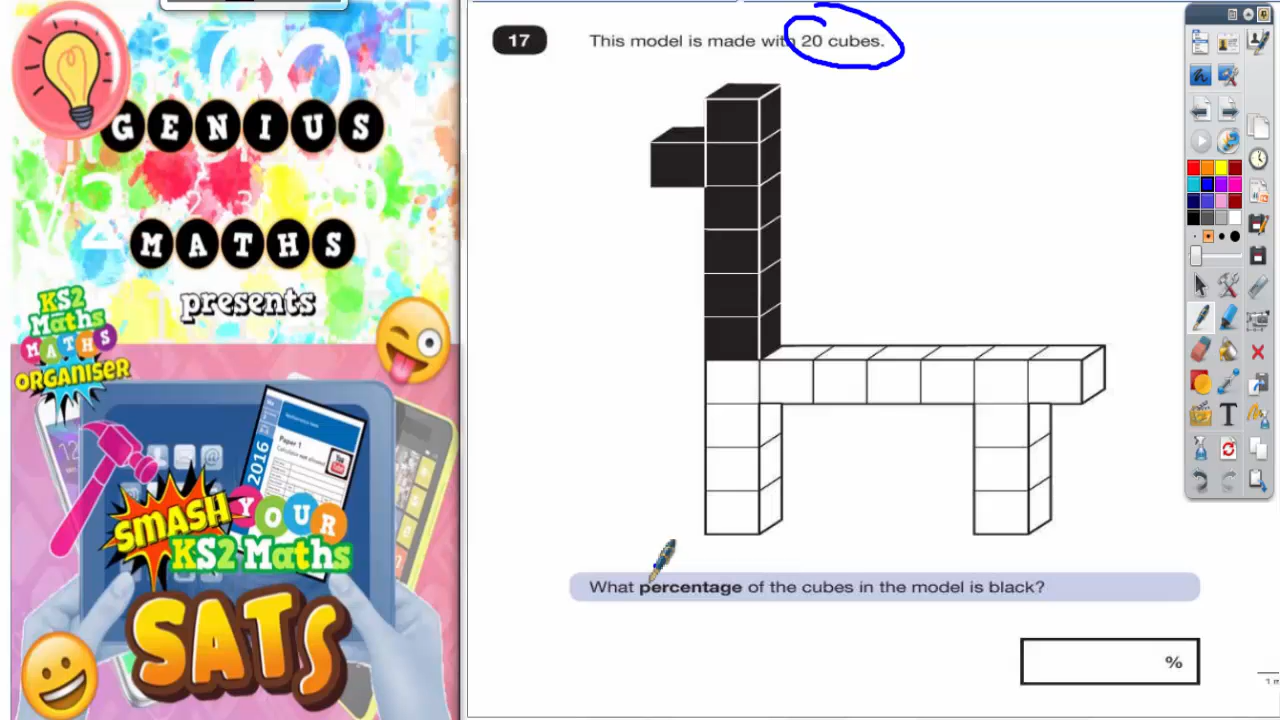 GENIUS
MATHS
presents
KS2
Maths
MATHS
ORGANISER
2016
Paper 1
SMASH YOUR
KS2 Maths
SATS
17 This model is made with 20 cubes.
What percentage of the cubes in the model is black?
%